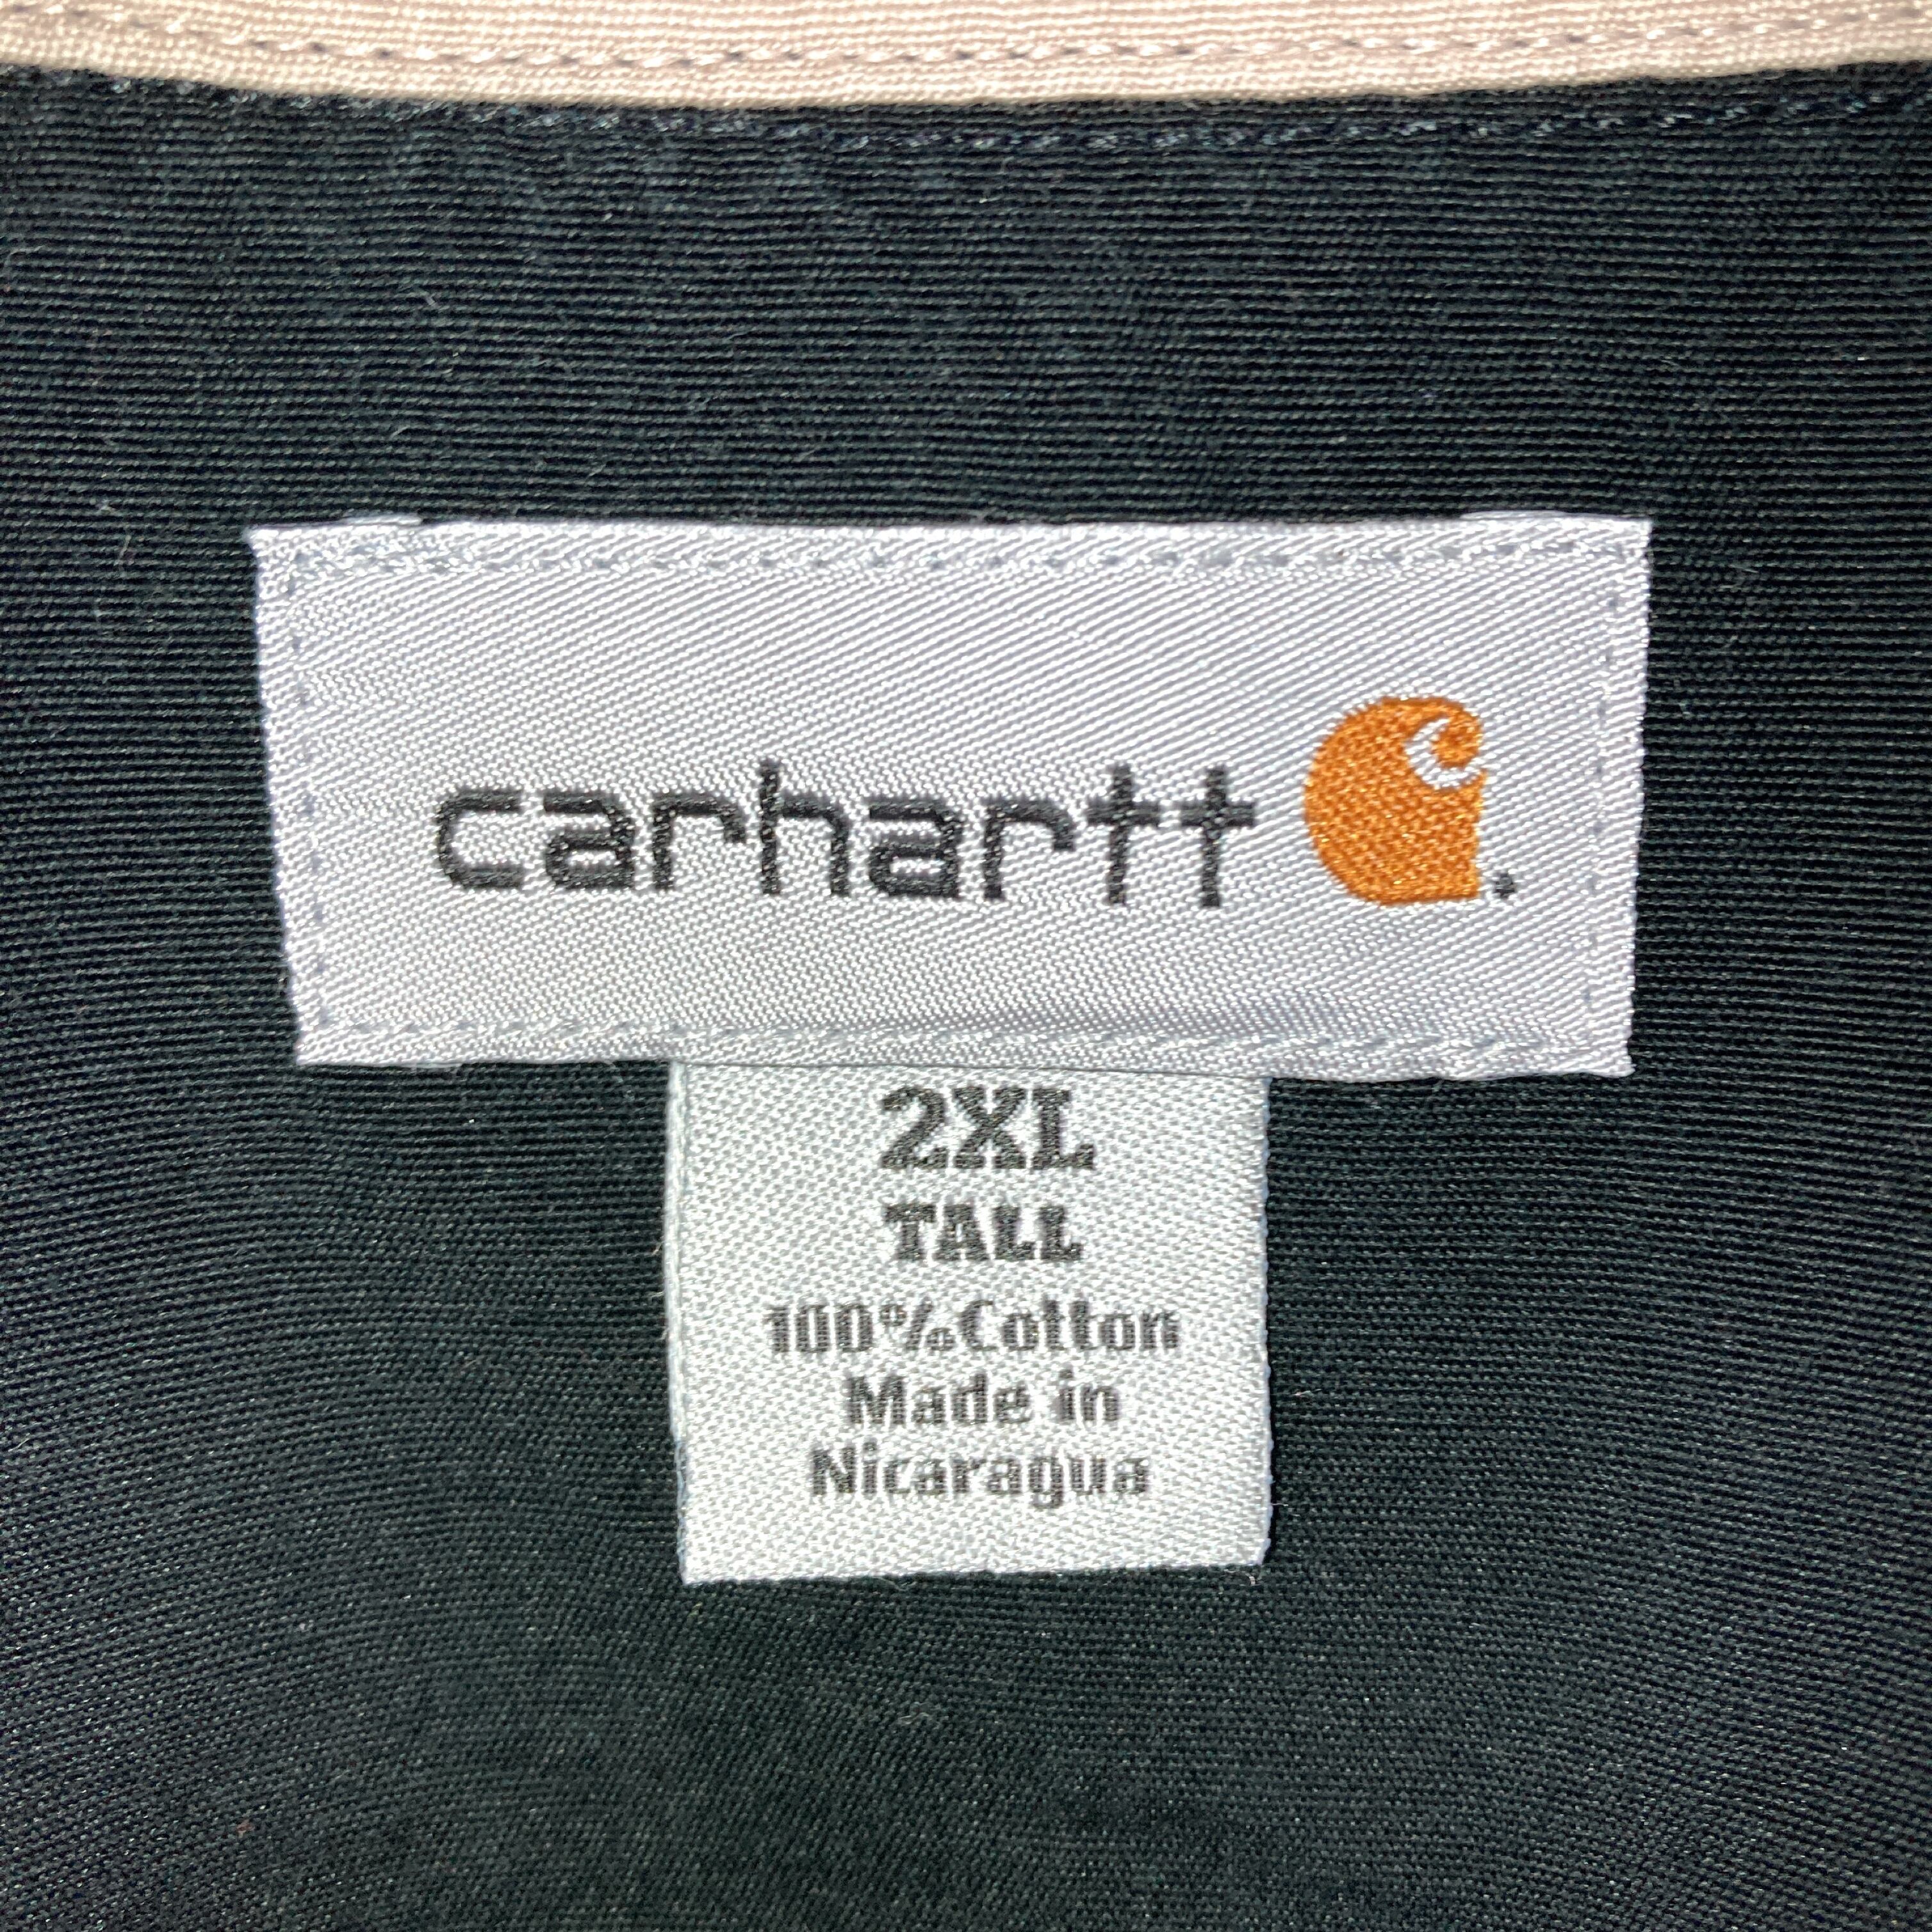 carhartt
2XL
TALL
100%Cotton
Made in
Nicaragua